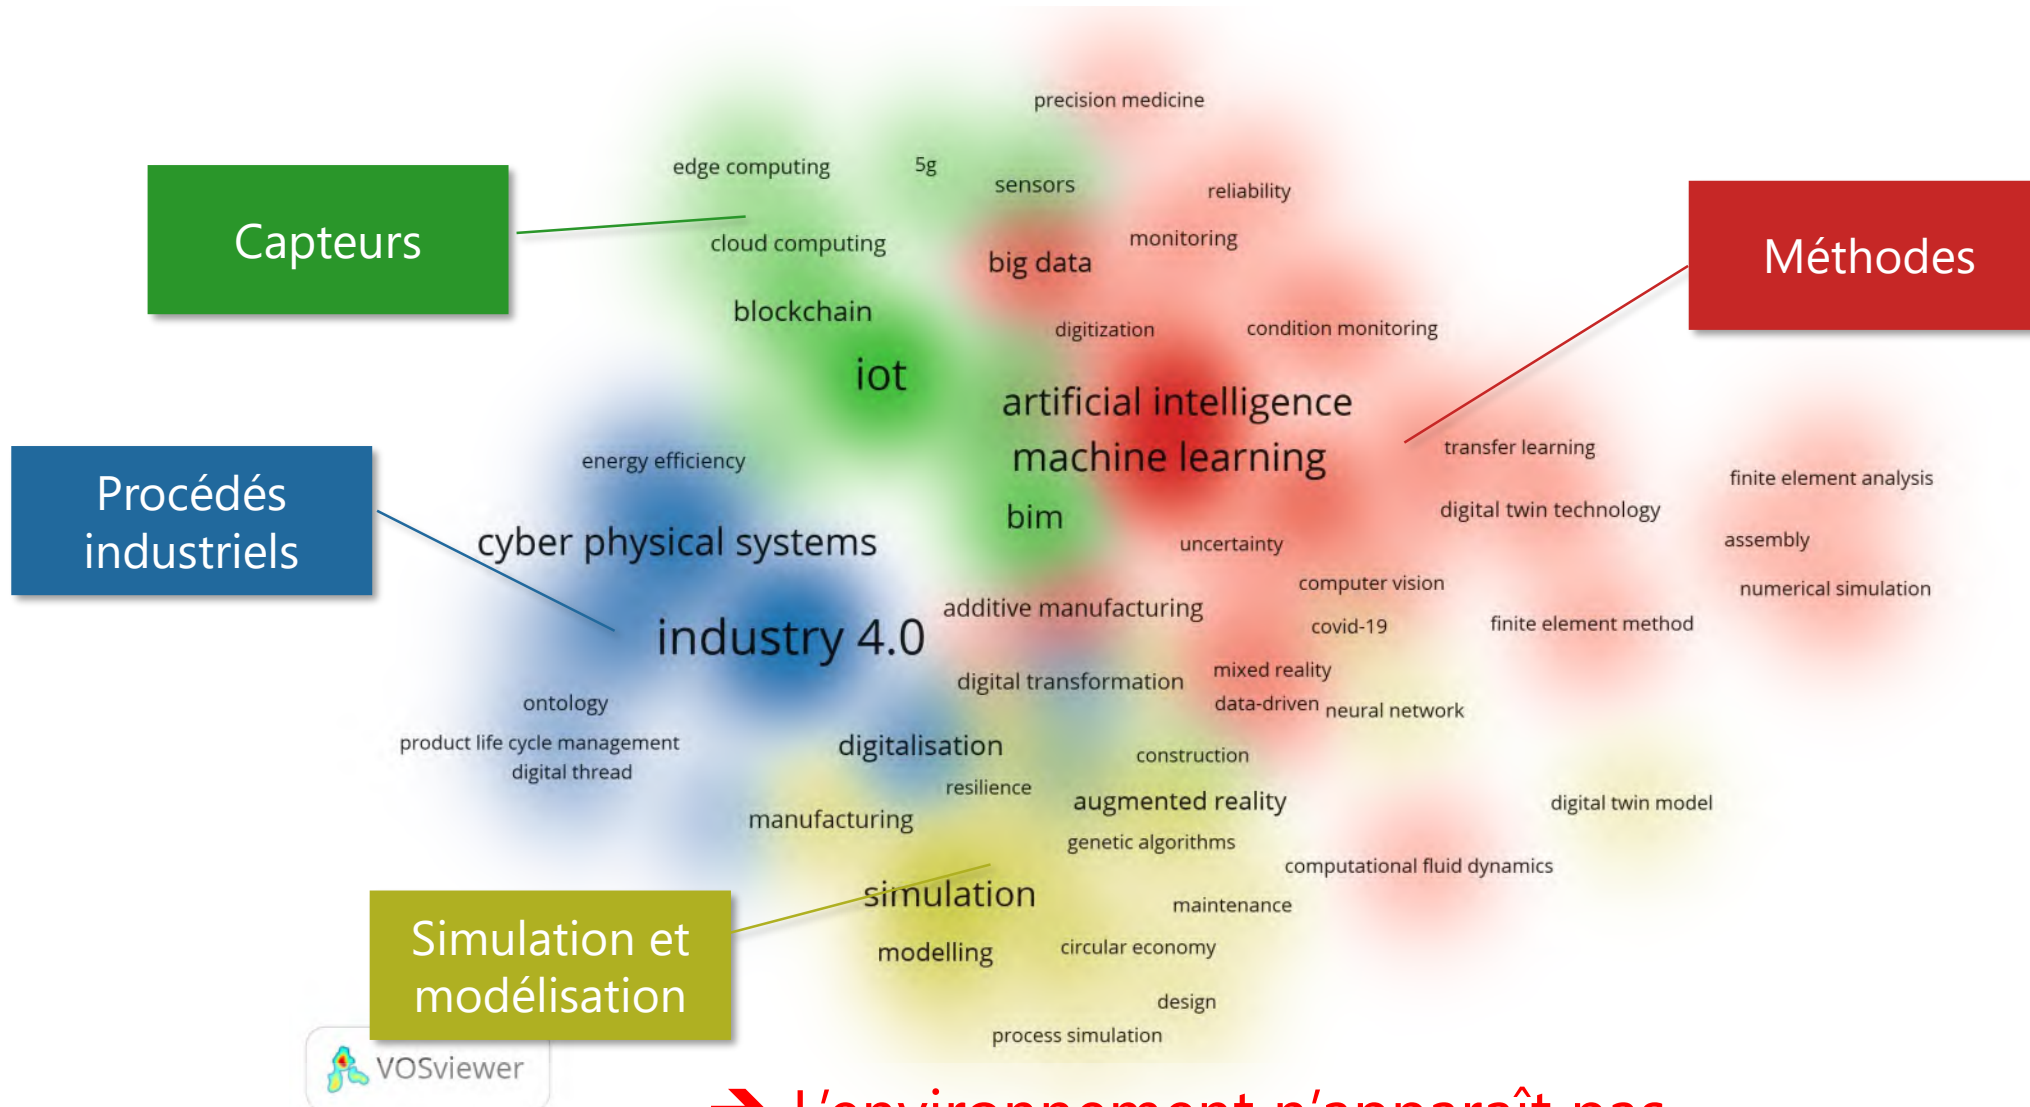 precision medicine
edge computing
5g
sensors
reliability
Capteurs
cloud computing
big data
monitoring
Méthodes
blockchain
digitization
condition monitoring
iot
artificial intelligence
machine learning
transfer learning
energy efficiency
finite element analysis
Procédés
industriels
bim
digital twin technology
cyber physical systems
uncertainty
assembly
computer vision
numerical simulation
additive manufacturing
industry 4.0
covid-19
finite element method
digital transformation
mixed reality
ontology
data-driven
neural network
product life cycle management
digitalisation
construction
digital thread
resilience
augmented reality
digital twin model
manufacturing
genetic algorithms
computational fluid dynamics
simulation
maintenance
Simulation et
modélisation
modelling
circular economy
design
process simulation
VOSviewer
➔ L'environnement n'apparaît pas